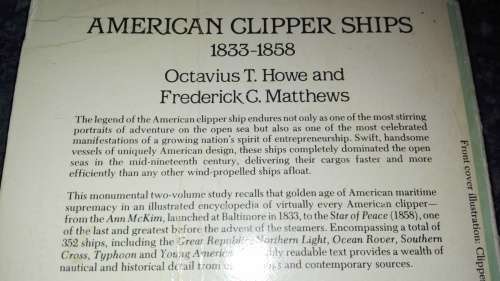 AMERICAN CLIPPER SHIPS
1833-1858
Octavius T. Howe and
Frederick C. Matthews
The legend of the American clipper ship endures not only as one of the most stirring
portraits of adventure on the open sea but also as one of the most celebrated
manifestations of a growing nation's spirit of entrepreneurship. Swift, handsome
vessels of uniquely American design, these ships completely dominated the open
seas in the mid-nineteenth century, delivering their cargos faster and more
efficiently than any other wind-propelled ships afloat.
This monumental two-volume study recalls that golden age of American maritime
supremacy in an illustrated encyclopedia of virtually every American clipper—
from the Ann McKim, launched at Baltimore in 1833, to the Star of Peace (1858), one
of the last and greatest before the advent of the steamers. Encompassing a total of
352 ships, including the Great Republic, Northern Light, Ocean Rover, Southern
Cross, Typhoon and Young America, readable text provides a wealth of
nautical and historical detail from and contemporary sources.
Front cover illustration: